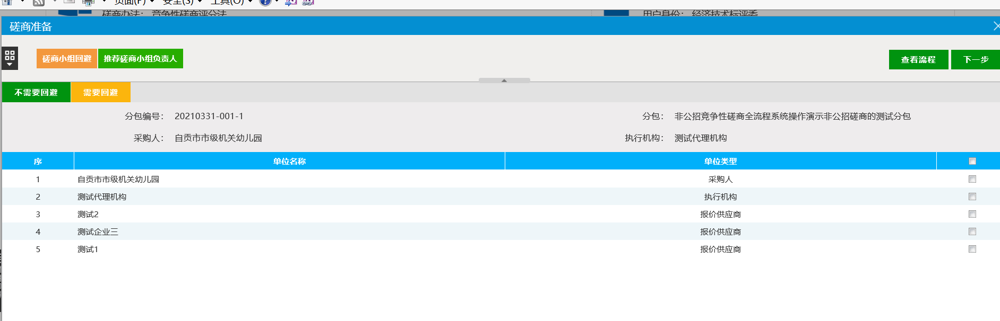 页面(P) 安全(S) 工具(O)
磋商办法： 竞争性磋商评分法 用户身份： 经济技术标评委
磋商准备
磋商小组回避 推荐磋商小组负责人 查看流程 下一步
不需要回避 需要回避
分包编号： 20210331-001-1 分包： 非公招竞争性磋商全流程系统操作演示非公招磋商的测试分包
采购人： 自贡市市级机关幼儿园 执行机构： 测试代理机构
序 单位名称 单位类型
1 自贡市市级机关幼儿园 采购人
2 测试代理机构 执行机构
3 测试2 报价供应商
4 测试企业三 报价供应商
5 测试1 报价供应商